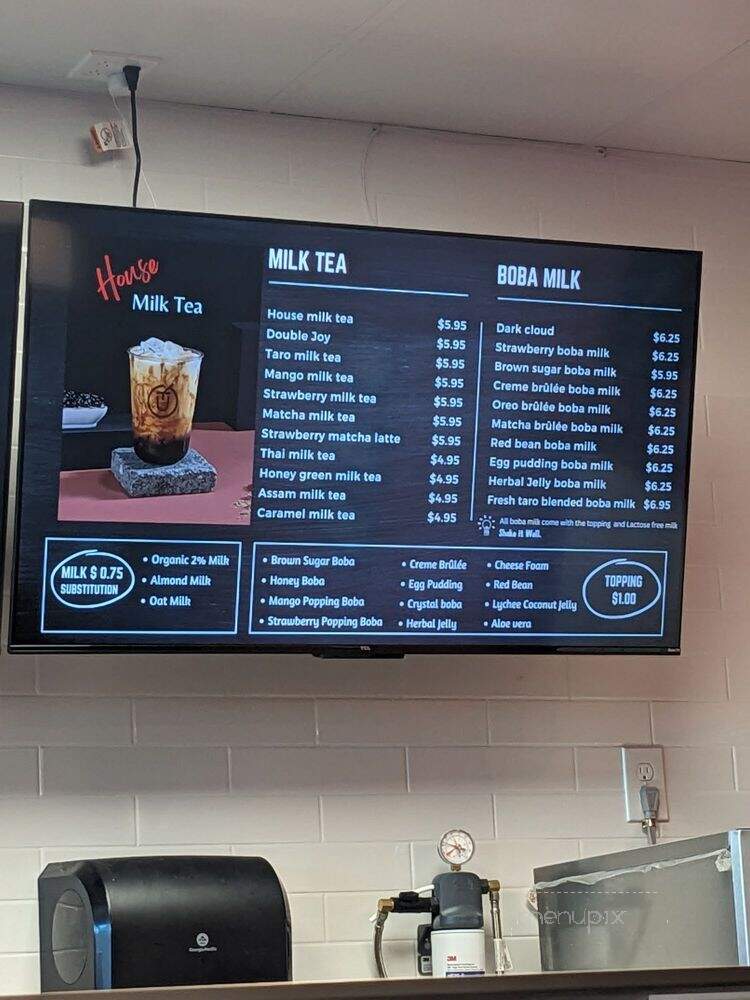 House
Milk Tea
MILK TEA
House milk tea $5.95
Double Joy $5.95
Taro milk tea $5.95
Mango milk tea $5.95
Strawberry milk tea $5.95
Matcha milk tea $5.95
Strawberry matcha latte $5.95
Thai milk tea $4.95
Honey green milk tea $4.95
Assam milk tea $4.95
Caramel milk tea $4.95
BOBA MILK
Dark cloud $6.25
Strawberry boba milk $6.25
Brown sugar boba milk $5.95
Creme brûlée boba milk $6.25
Oreo brûlée boba milk $6.25
Matcha brûlée boba milk $6.25
Red bean boba milk $6.25
Egg pudding boba milk $6.25
Herbal Jelly boba milk $6.25
Fresh taro blended boba milk $6.95
All boba milk come with the topping and Lactose free milk
Shake It Well.
MILK $ 0.75
SUBSTITUTION
• Organic 2% Milk
• Almond Milk
• Oat Milk
• Brown Sugar Boba
• Honey Boba
• Mango Popping Boba
• Strawberry Popping Boba
• Creme Brûlée
• Egg Pudding
• Crystal boba
• Herbal Jelly
• Cheese Foam
• Red Bean
• Lychee Coconut Jelly
• Aloe vera
TOPPING
$1.00
TCL
Georgia-Pacific
3M
menupix